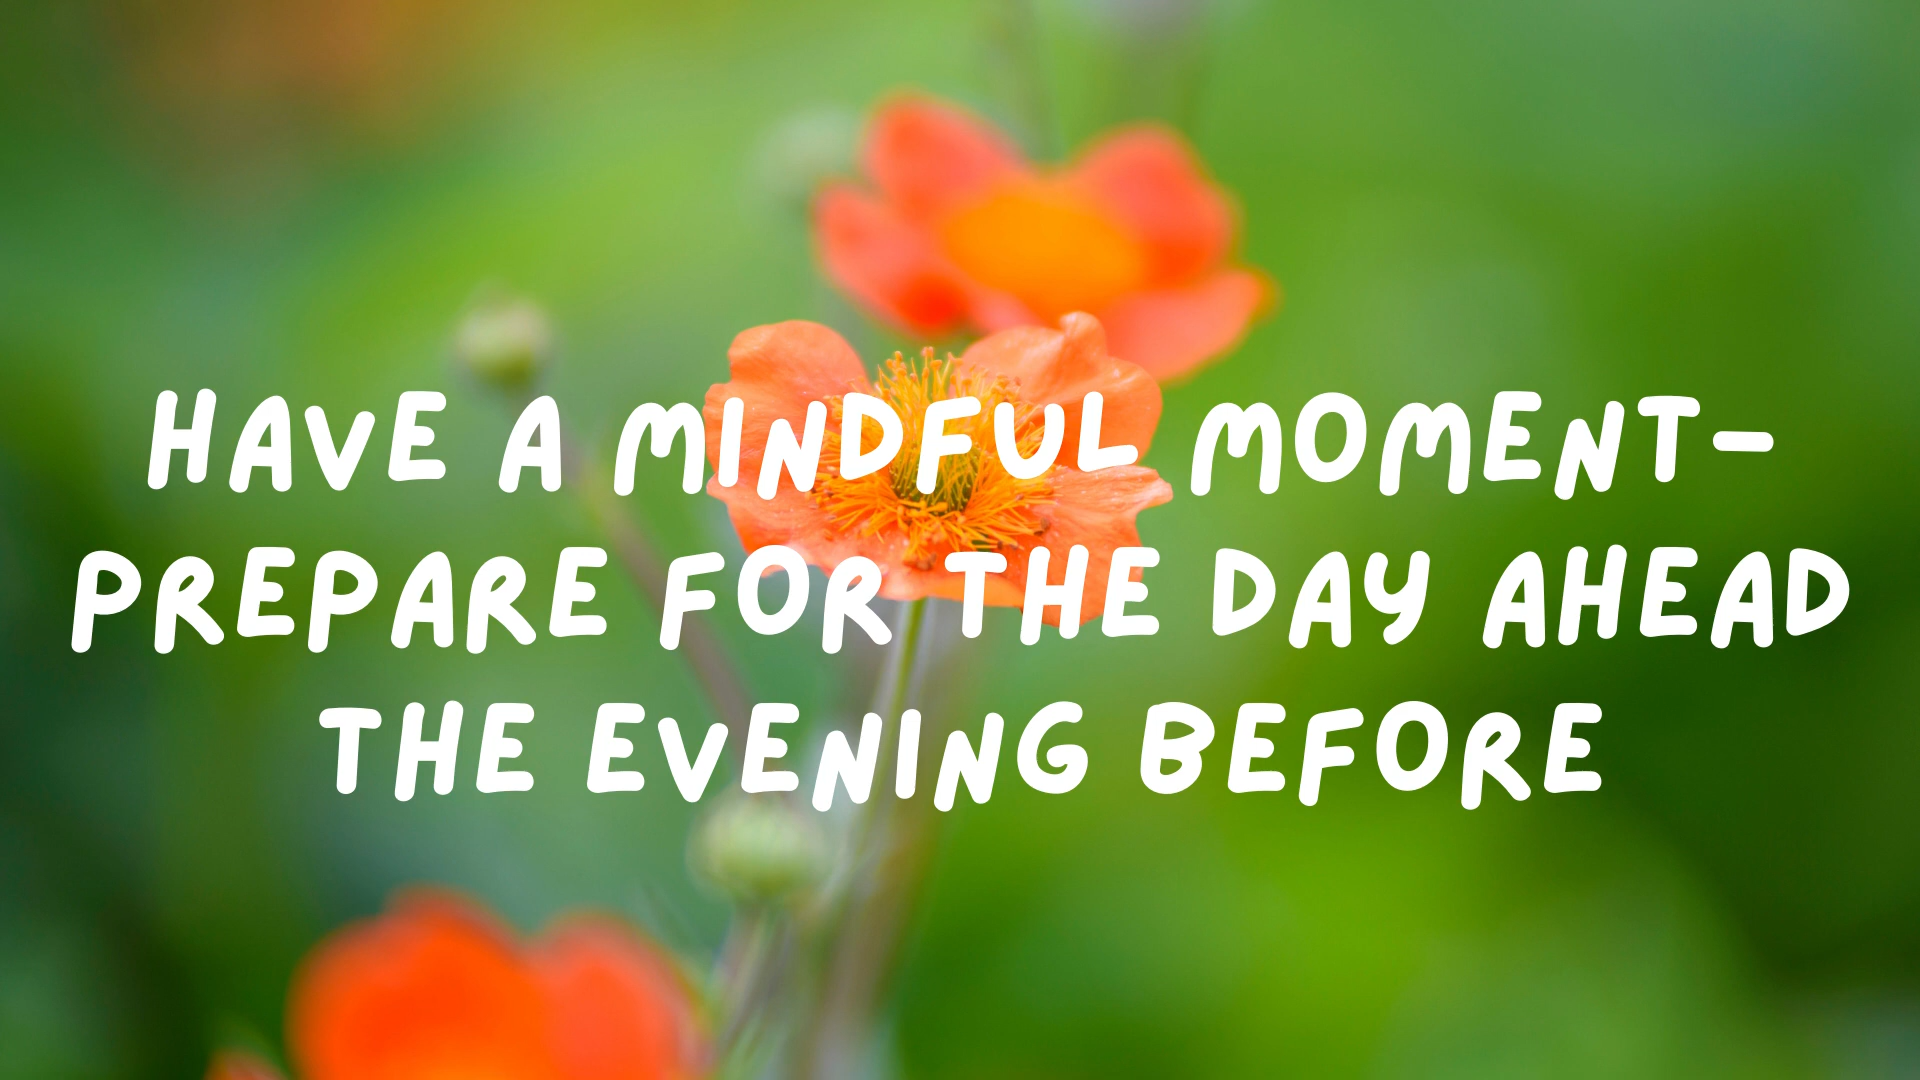 HAVE A MINDFUL MOMENT-
PREPARE FOR THE DAY AHEAD
THE EVENING BEFORE